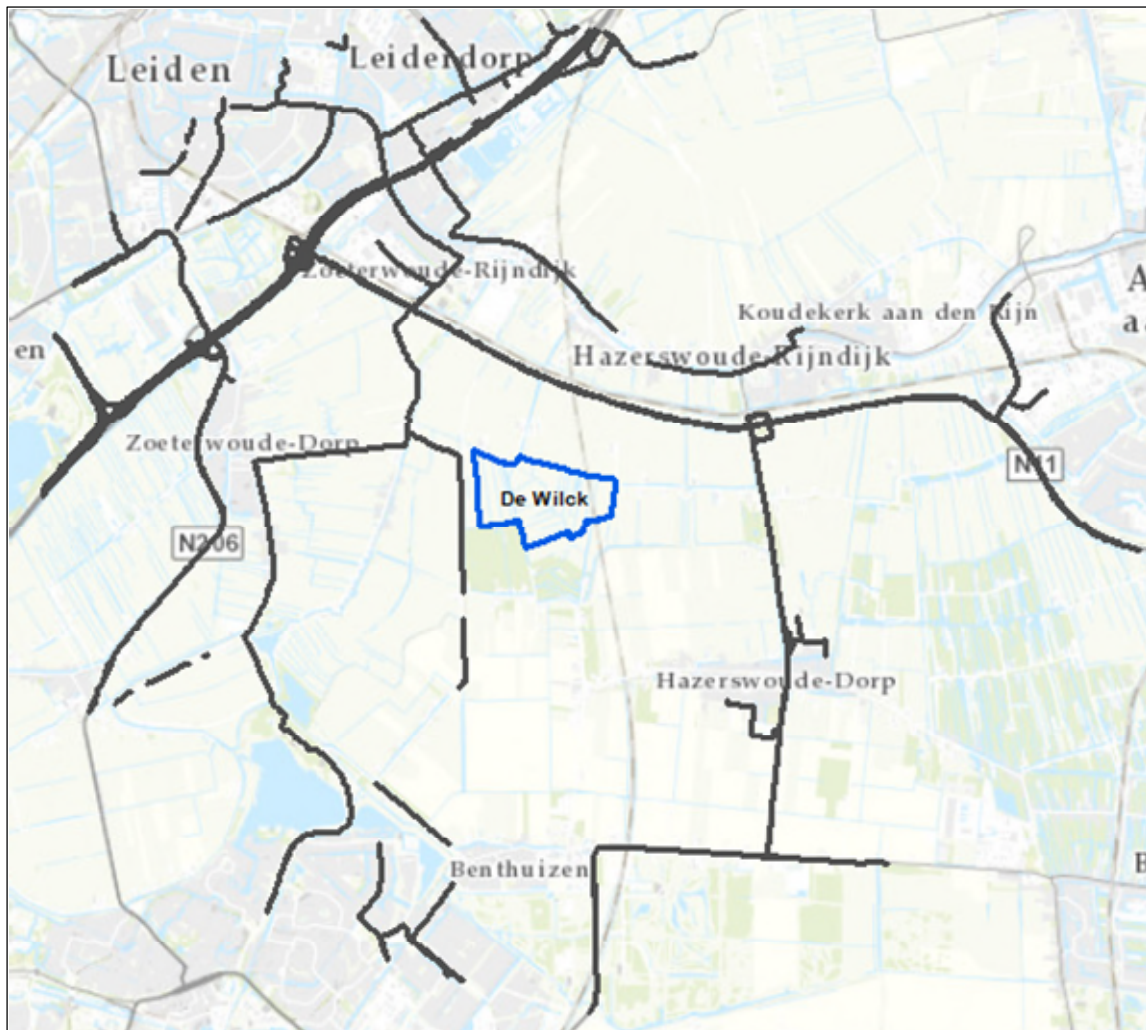 Leiden
Leiderdorp
Zoeterwoude-Rijndijk
Koudekerk aan den Rijn
A
a.
en
Hazerswoude-Rijndijk
Zoeterwoude-Dorp
N11
De Wilck
N206
Hazerswoude-Dorp
Benthuizen
B